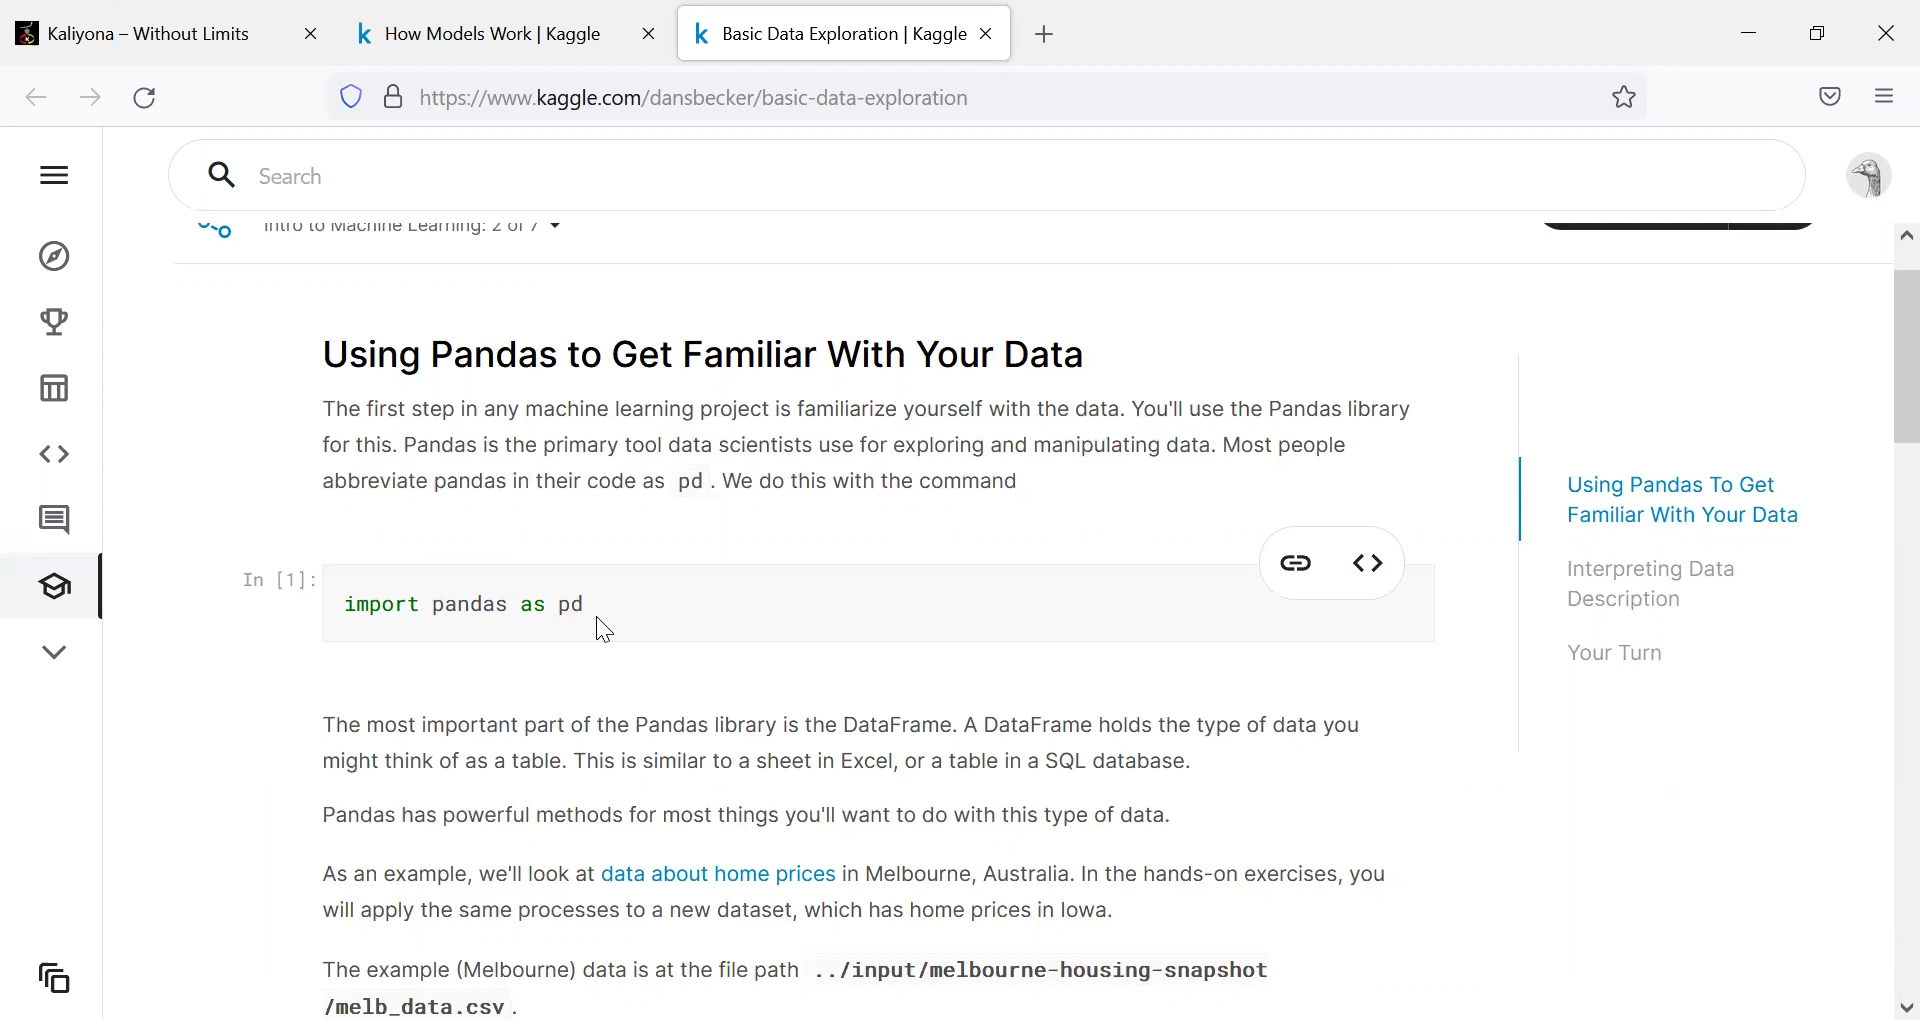 Kaliyona – Without Limits
How Models Work | Kaggle
Basic Data Exploration | Kaggle
https://www.kaggle.com/dansbecker/basic-data-exploration
Search
Intro to Machine Learning: 2 of 7
Using Pandas to Get Familiar With Your Data
The first step in any machine learning project is familiarize yourself with the data. You'll use the Pandas library
for this. Pandas is the primary tool data scientists use for exploring and manipulating data. Most people
abbreviate pandas in their code as pd . We do this with the command
In [1]:
import pandas as pd
The most important part of the Pandas library is the DataFrame. A DataFrame holds the type of data you
might think of as a table. This is similar to a sheet in Excel, or a table in a SQL database.
Pandas has powerful methods for most things you'll want to do with this type of data.
As an example, we'll look at data about home prices in Melbourne, Australia. In the hands-on exercises, you
will apply the same processes to a new dataset, which has home prices in Iowa.
The example (Melbourne) data is at the file path ../input/melbourne-housing-snapshot
/melb_data.csv .
Using Pandas To Get
Familiar With Your Data
Interpreting Data
Description
Your Turn